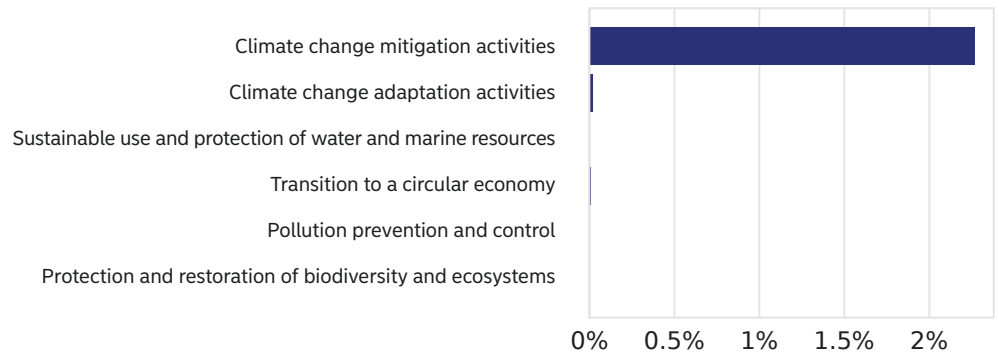 Climate change mitigation activities
Climate change adaptation activities
Sustainable use and protection of water and marine resources
Transition to a circular economy
Pollution prevention and control
Protection and restoration of biodiversity and ecosystems
0% 0.5% 1% 1.5% 2%